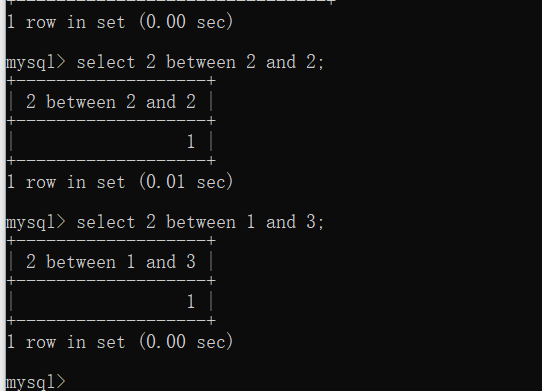 1 row in set (0.00 sec)
mysql> select 2 between 2 and 2;
+-------------------+
| 2 between 2 and 2 |
+-------------------+
|                 1 |
+-------------------+
1 row in set (0.01 sec)
mysql> select 2 between 1 and 3;
+-------------------+
| 2 between 1 and 3 |
+-------------------+
|                 1 |
+-------------------+
1 row in set (0.00 sec)
mysql>